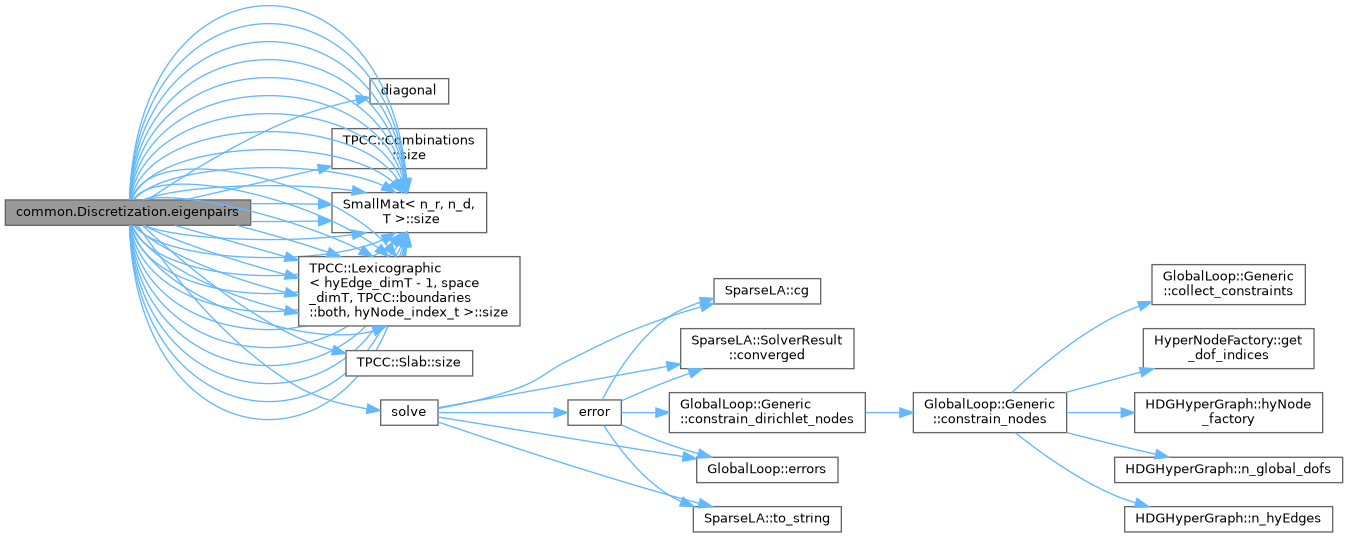 common.Discretization.eigenpairs
diagonal
TPCC::Combinations
::size
SmallMat< n_r, n_d,
T >::size
TPCC::Lexicographic
< hyEdge_dimT - 1, space
_dimT, TPCC::boundaries
::both, hyNode_index_t >::size
TPCC::Slab::size
solve
error
SparseLA::cg
SparseLA::SolverResult
::converged
GlobalLoop::Generic
::constrain_dirichlet_nodes
GlobalLoop::errors
SparseLA::to_string
GlobalLoop::Generic
::constrain_nodes
GlobalLoop::Generic
::collect_constraints
HyperNodeFactory::get
_dof_indices
HDGHyperGraph::hyNode
_factory
HDGHyperGraph::n_global_dofs
HDGHyperGraph::n_hyEdges